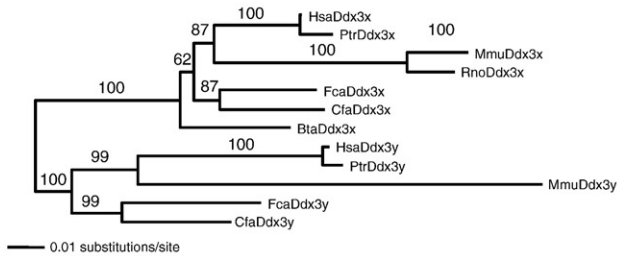 100
HsaDdx3x
87
PtrDdx3x
100
100
MmuDdx3x
62
RnoDdx3x
87
FcaDdx3x
100
CfaDdx3x
BtaDdx3x
100
HsaDdx3y
99
PtrDdx3y
100
MmuDdx3y
99
FcaDdx3y
CfaDdx3y
0.01 substitutions/site